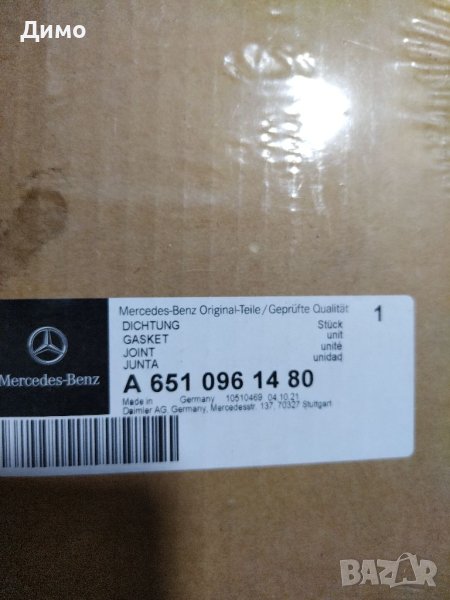 Димо
Mercedes-Benz Original-Teile/Geprüfte Qualität 1
DICHTUNG Stück
GASKET unit
JOINT unité
JUNTA unidad
Mercedes-Benz
A 651 096 14 80
Made in Germany 10510469 04.10.21
Daimler AG, Germany, Mercedesstr. 137, 70327 Stuttgart
BAZAR